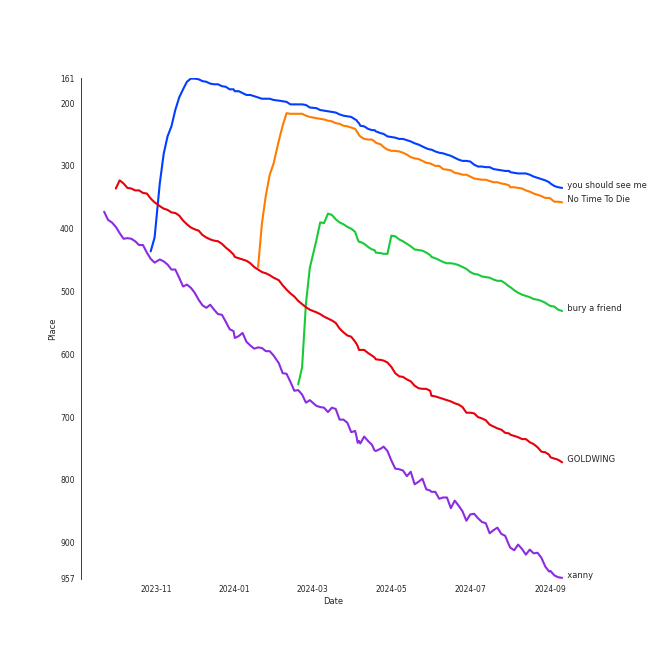 161
200
300
400
500
600
700
800
900
957
Place
you should see me
No Time To Die
bury a friend
GOLDWING
xanny
2023-11
2024-01
2024-03
2024-05
2024-07
2024-09
Date